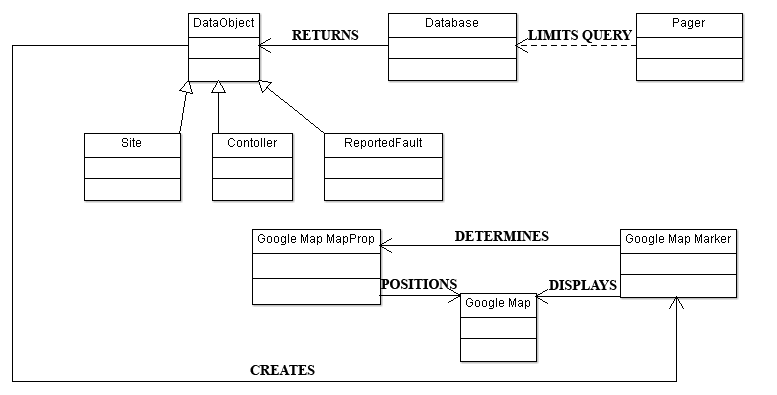 DataObject
RETURNS
Database
LIMITS QUERY
Pager
Site
Contoller
ReportedFault
Google Map MapProp
DETERMINES
Google Map Marker
POSITIONS
Google Map
DISPLAYS
CREATES